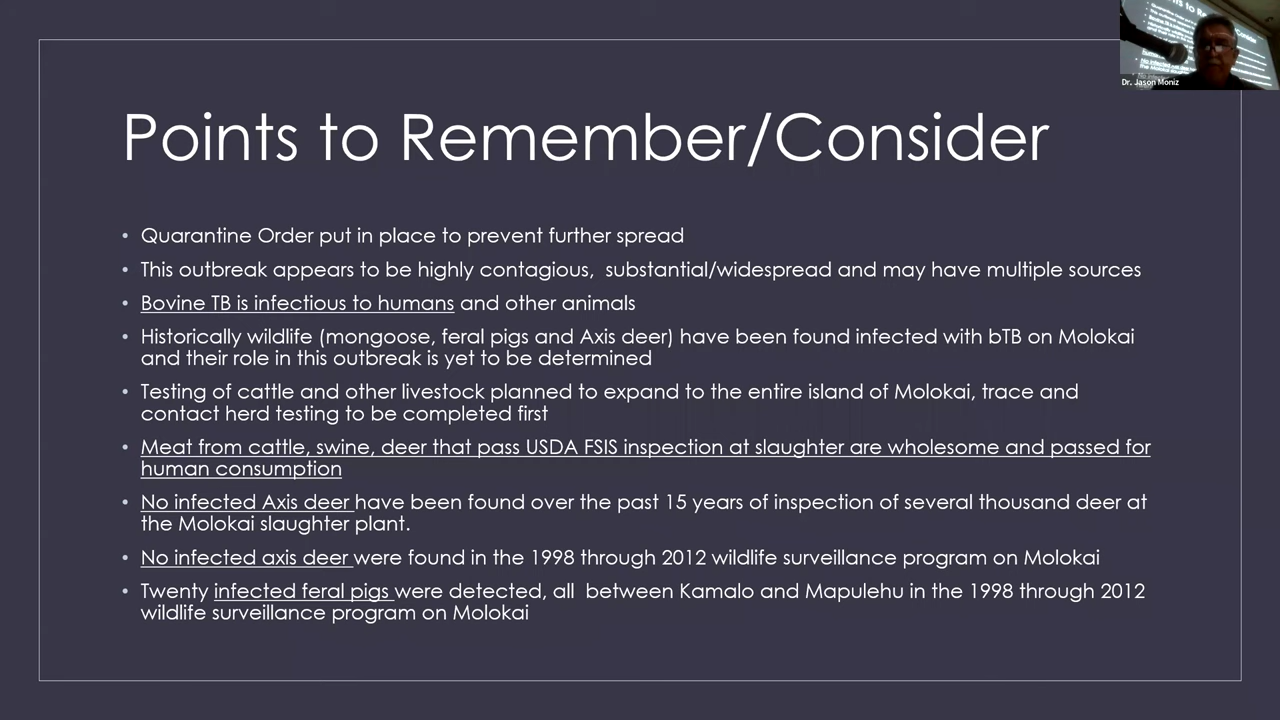 Points to Remember/Consider
Dr. Jason Moniz
• Quarantine Order put in place to prevent further spread
• This outbreak appears to be highly contagious,  substantial/widespread and may have multiple sources
• Bovine TB is infectious to humans and other animals
• Historically wildlife (mongoose, feral pigs and Axis deer) have been found infected with bTB on Molokai
and their role in this outbreak is yet to be determined
• Testing of cattle and other livestock planned to expand to the entire island of Molokai, trace and
contact herd testing to be completed first
• Meat from cattle, swine, deer that pass USDA FSIS inspection at slaughter are wholesome and passed for
human consumption
• No infected Axis deer have been found over the past 15 years of inspection of several thousand deer at
the Molokai slaughter plant.
• No infected axis deer were found in the 1998 through 2012 wildlife surveillance program on Molokai
• Twenty infected feral pigs were detected, all  between Kamalo and Mapulehu in the 1998 through 2012
wildlife surveillance program on Molokai